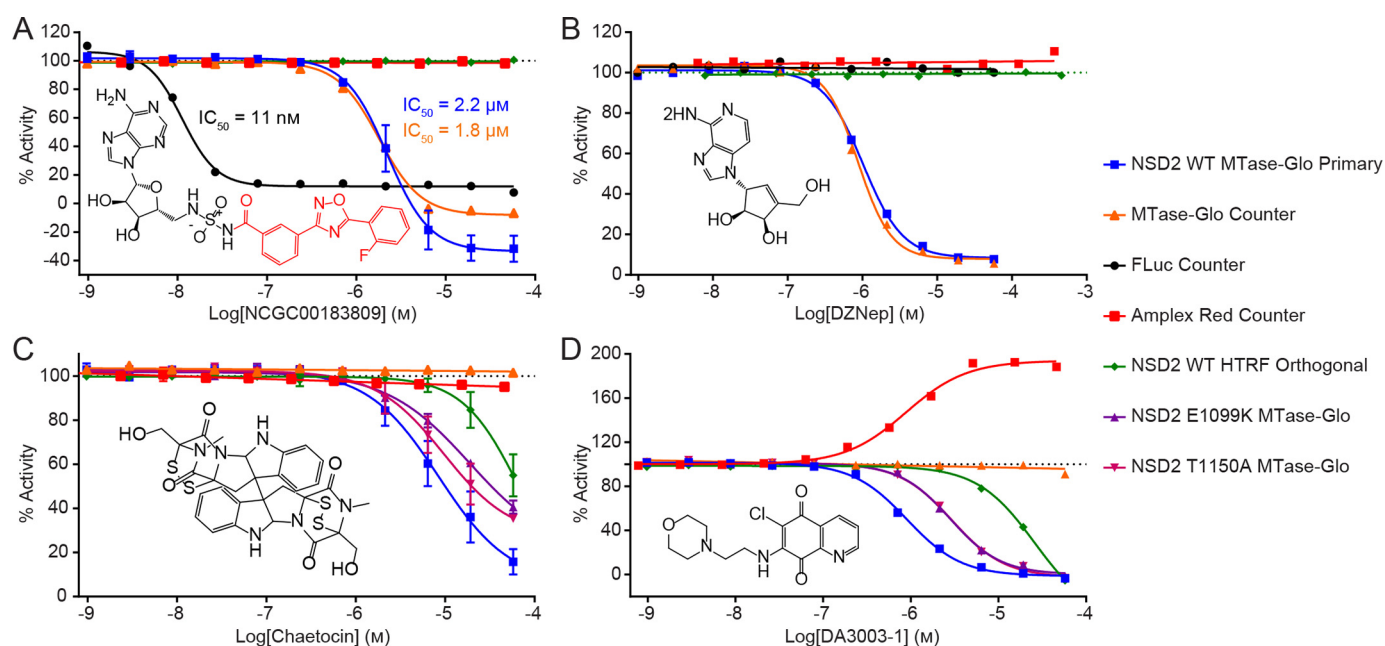 A
% Activity
120
100
80
60
40
20
0
-20
-40
H₂N
N
N
N
N
O
HO
HO
H
N
S
+
-
O
O
N
H
O
N
O
N
F
IC₅₀ = 11 nM
IC₅₀ = 2.2 µM
IC₅₀ = 1.8 µM
-9 -8 -7 -6 -5 -4
Log[NCGC00183809] (M)
B
% Activity
120
100
80
60
40
20
0
2HN
N
N
N
OH
HO
HO
-9 -8 -7 -6 -5 -4 -3
Log[DZNep] (M)
NSD2 WT MTase-Glo Primary
MTase-Glo Counter
FLuc Counter
Amplex Red Counter
NSD2 WT HTRF Orthogonal
NSD2 E1099K MTase-Glo
NSD2 T1150A MTase-Glo
C
% Activity
100
80
60
40
20
0
HO
O
N
N
S
S
O
H
N
N
H
N
O
N
S
S
O
HO
-9 -8 -7 -6 -5 -4
Log[Chaetocin] (M)
D
% Activity
200
160
120
80
40
0
O
N
N
H
Cl
O
O
N
-9 -8 -7 -6 -5 -4
Log[DA3003-1] (M)